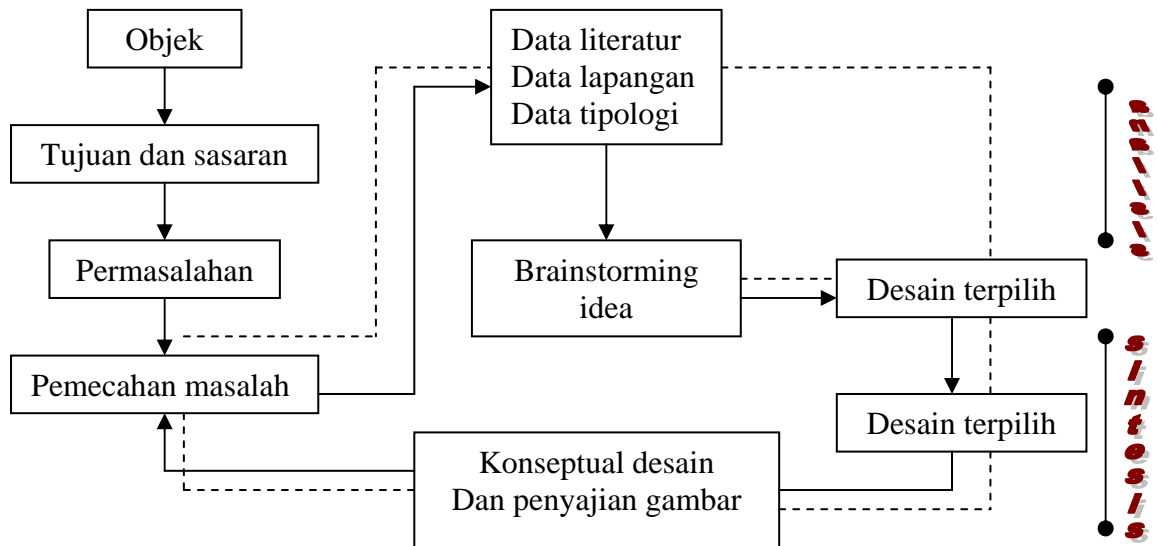 Objek
Tujuan dan sasaran
Permasalahan
Pemecahan masalah
Data literatur
Data lapangan
Data tipologi
Brainstorming
idea
Desain terpilih
Desain terpilih
Konseptual desain
Dan penyajian gambar
analisis
sintesis